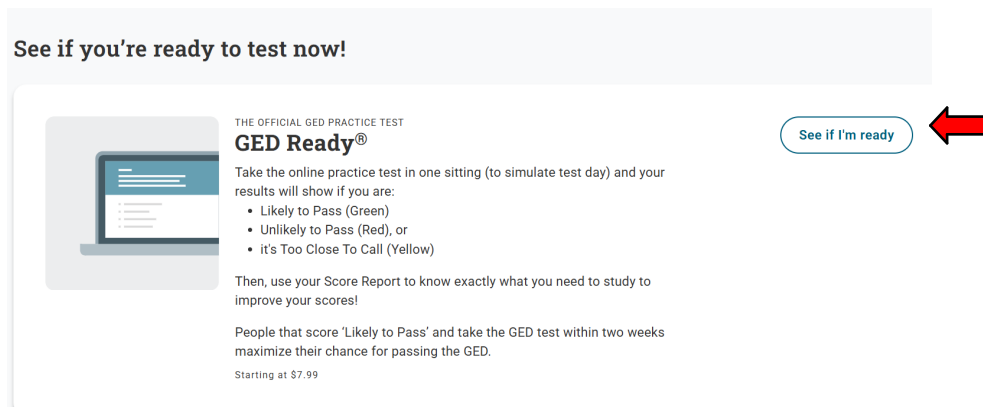 See if you’re ready to test now!
THE OFFICIAL GED PRACTICE TEST
GED Ready®
See if I'm ready
Take the online practice test in one sitting (to simulate test day) and your
results will show if you are:
• Likely to Pass (Green)
• Unlikely to Pass (Red), or
• it's Too Close To Call (Yellow)
Then, use your Score Report to know exactly what you need to study to
improve your scores!
People that score ‘Likely to Pass’ and take the GED test within two weeks
maximize their chance for passing the GED.
Starting at $7.99